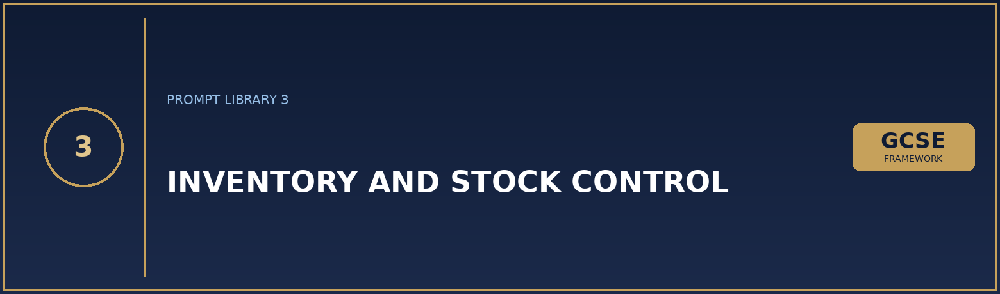 3
PROMPT LIBRARY 3
INVENTORY AND STOCK CONTROL
GCSE
FRAMEWORK